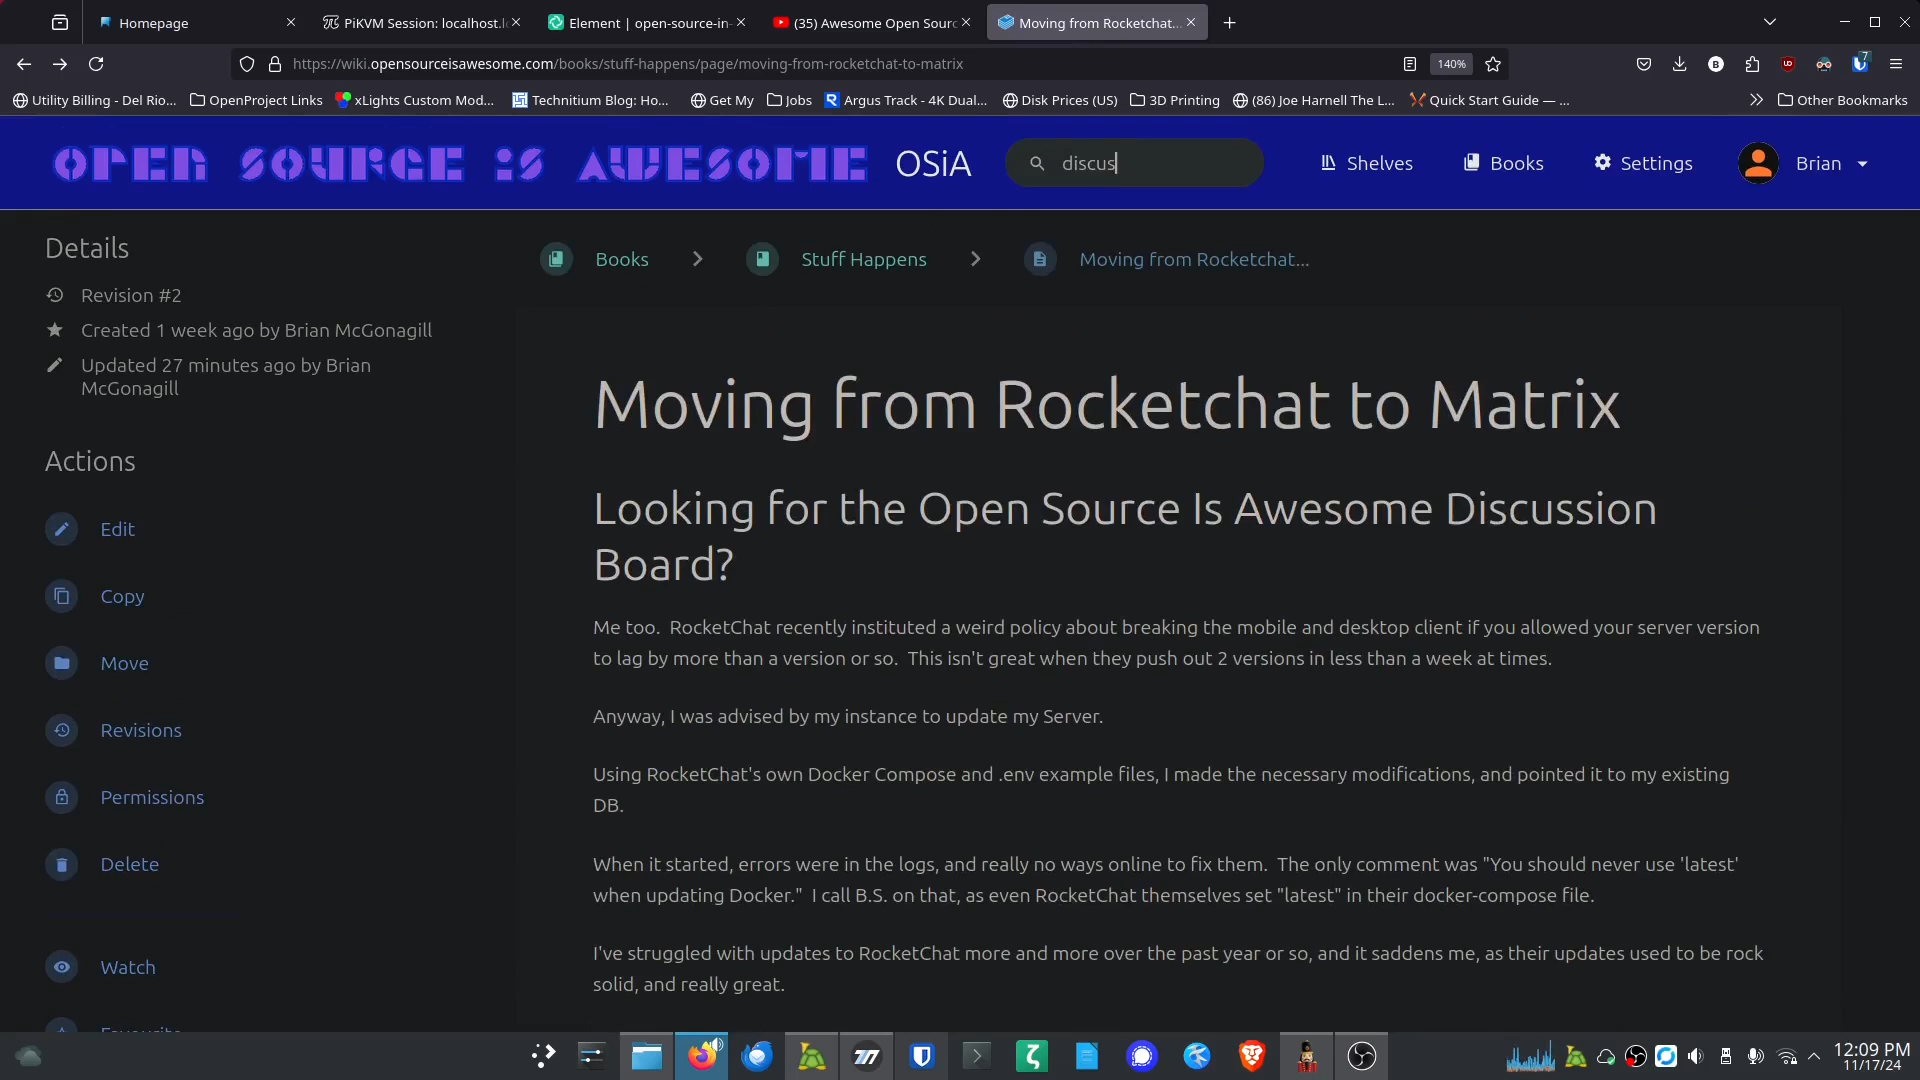 Homepage
PiKVM Session: localhost.l
Element | open-source-in-
(35) Awesome Open Sourc
Moving from Rocketchat...
https://wiki.opensourceisawesome.com/books/stuff-happens/page/moving-from-rocketchat-to-matrix
140%
7
Utility Billing - Del Rio...
OpenProject Links
xLights Custom Mod...
Technitium Blog: Ho...
Get My
Jobs
Argus Track - 4K Dual...
Disk Prices (US)
3D Printing
(86) Joe Harnell The L...
Quick Start Guide — ...
Other Bookmarks
OPEN SOURCE IS AWESOME
OSiA
discus
Shelves
Books
Settings
Brian
Details
Revision #2
Created 1 week ago by Brian McGonagill
Updated 27 minutes ago by Brian
McGonagill
Actions
Edit
Copy
Move
Revisions
Permissions
Delete
Watch
Favourite
Books
Stuff Happens
Moving from Rocketchat...
Moving from Rocketchat to Matrix
Looking for the Open Source Is Awesome Discussion
Board?
Me too.  RocketChat recently instituted a weird policy about breaking the mobile and desktop client if you allowed your server version
to lag by more than a version or so.  This isn't great when they push out 2 versions in less than a week at times.
Anyway, I was advised by my instance to update my Server.
Using RocketChat's own Docker Compose and .env example files, I made the necessary modifications, and pointed it to my existing
DB.
When it started, errors were in the logs, and really no ways online to fix them.  The only comment was "You should never use 'latest'
when updating Docker."  I call B.S. on that, as even RocketChat themselves set "latest" in their docker-compose file.
I've struggled with updates to RocketChat more and more over the past year or so, and it saddens me, as their updates used to be rock
solid, and really great.
12:09 PM
11/17/24